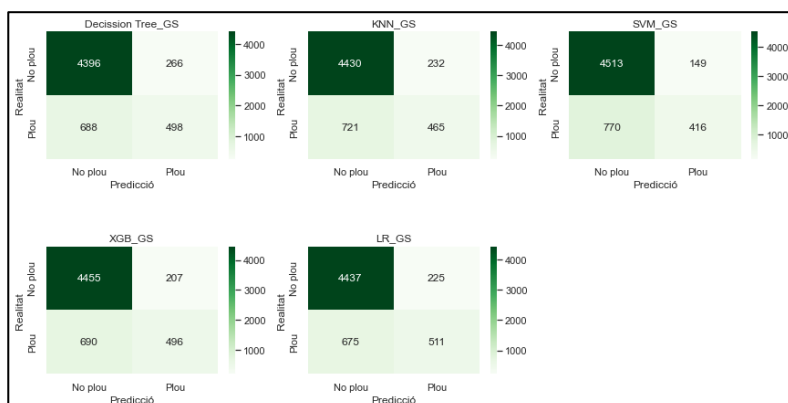 Decission Tree_GS
Realitat
No plou
Plou
4396 266
688 498
4000
3000
2000
1000
No plou Plou
Predicció
KNN_GS
Realitat
No plou
Plou
4430 232
721 465
4000
3000
2000
1000
No plou Plou
Predicció
SVM_GS
Realitat
No plou
Plou
4513 149
770 416
4000
3000
2000
1000
No plou Plou
Predicció
XGB_GS
Realitat
No plou
Plou
4455 207
690 496
4000
3000
2000
1000
No plou Plou
Predicció
LR_GS
Realitat
No plou
Plou
4437 225
675 511
4000
3000
2000
1000
No plou Plou
Predicció